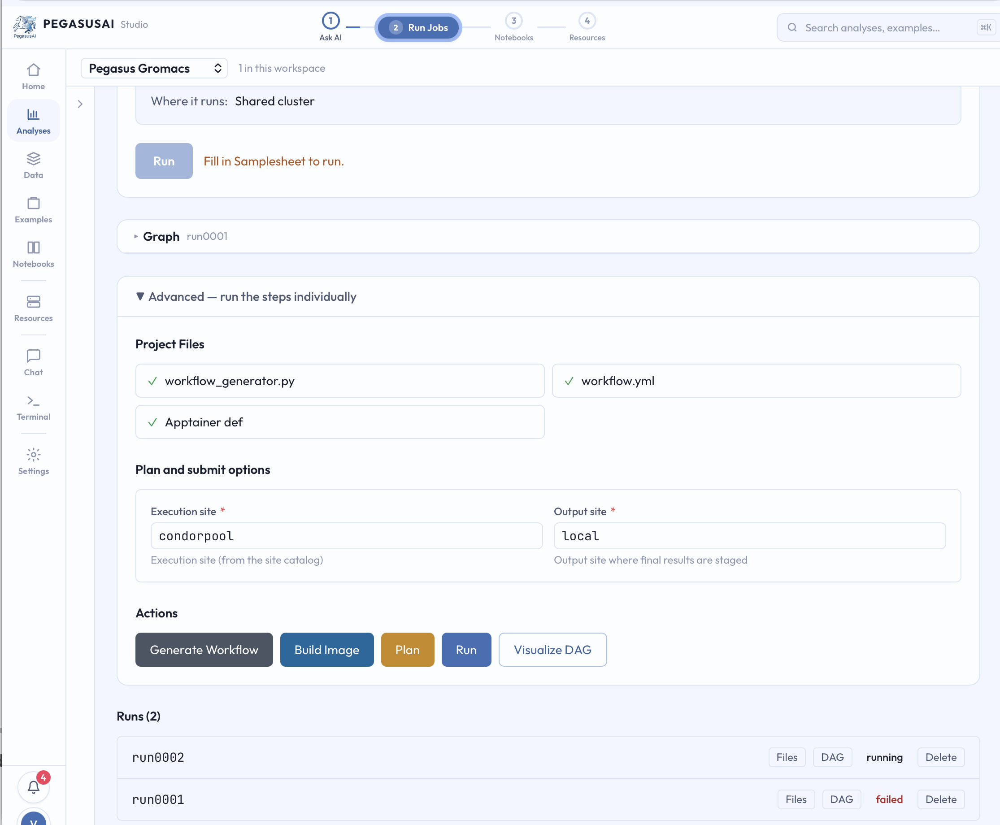 PegasusAI
PEGASUSAI Studio
1
Ask AI
2 Run Jobs
3
Notebooks
4
Resources
Search analyses, examples...
⌘K
Home
Analyses
Data
Examples
Notebooks
Resources
Chat
Terminal
Settings
4
V
Pegasus Gromacs
1 in this workspace
Where it runs: Shared cluster
Run
Fill in Samplesheet to run.
Graph run0001
Advanced — run the steps individually
Project Files
workflow_generator.py
workflow.yml
Apptainer def
Plan and submit options
Execution site *
condorpool
Execution site (from the site catalog)
Output site *
local
Output site where final results are staged
Actions
Generate Workflow
Build Image
Plan
Run
Visualize DAG
Runs (2)
run0002 Files DAG running Delete
run0001 Files DAG failed Delete